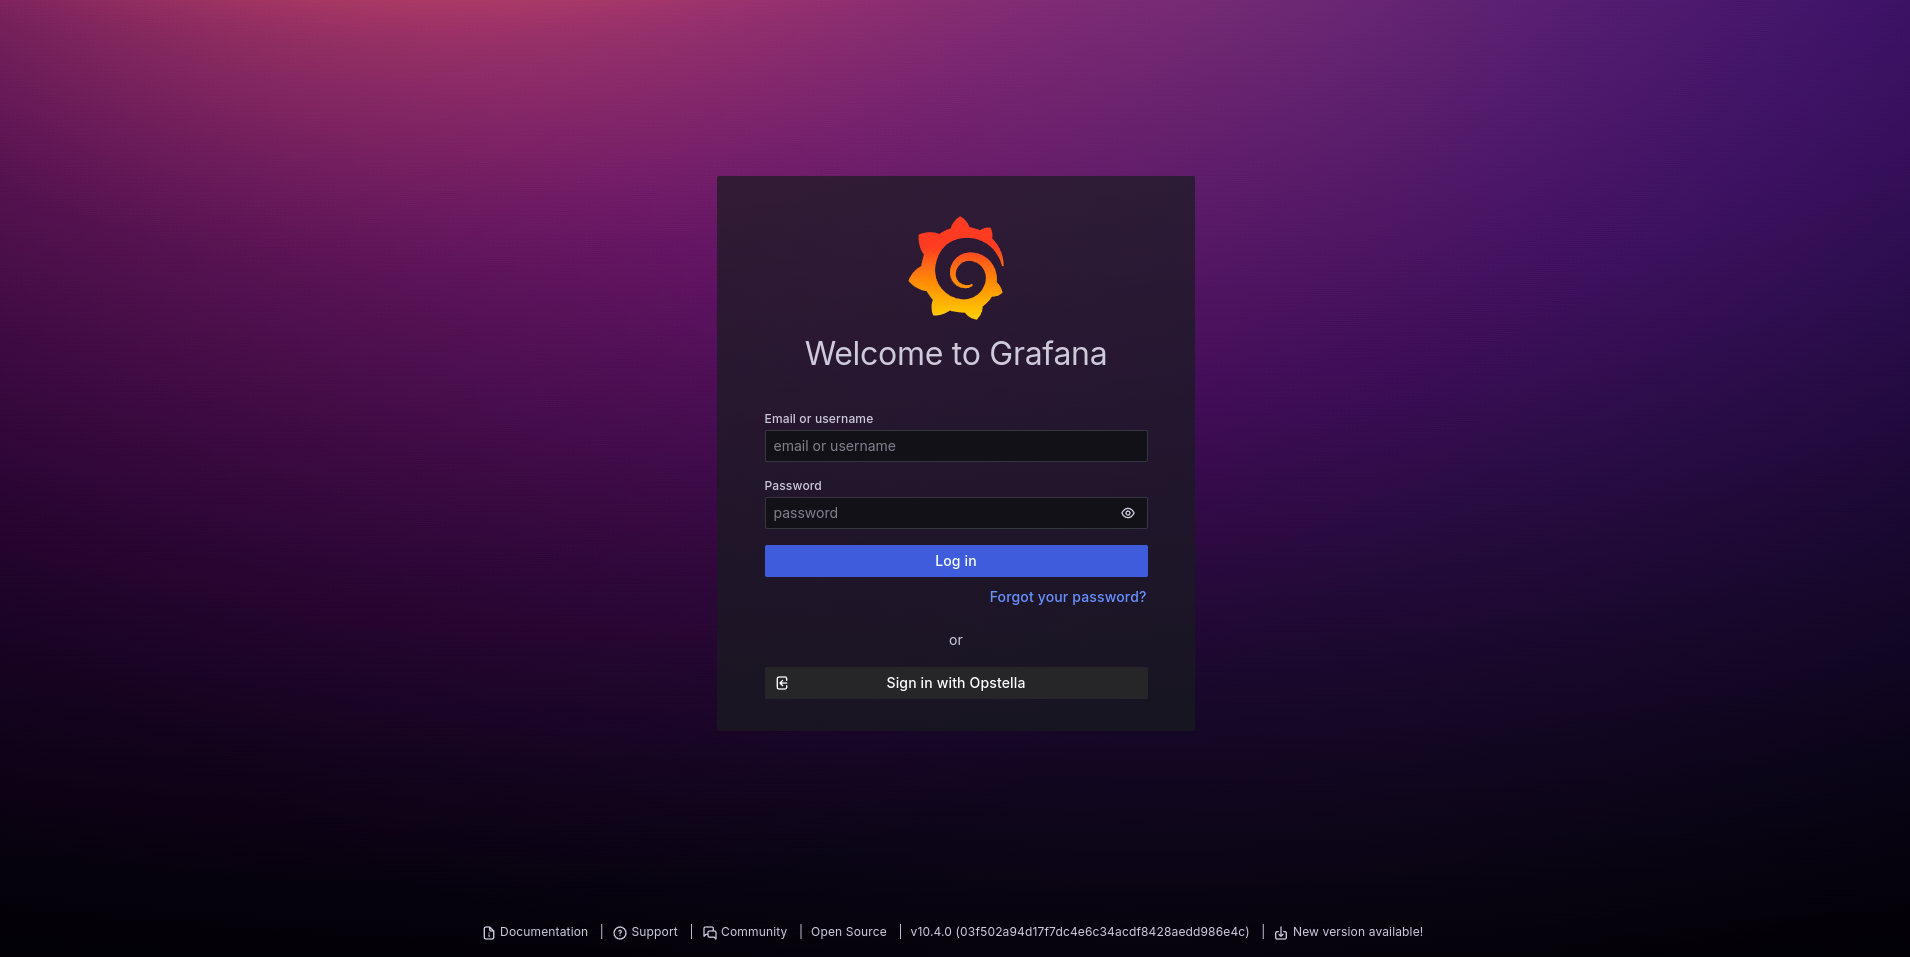 Welcome to Grafana
Email or username
email or username
Password
password
Log in
Forgot your password?
or
Sign in with Opstella
Documentation | Support | Community | Open Source | v10.4.0 (03f502a94d17f7dc4e6c34acdf8428aedd986e4c) | New version available!